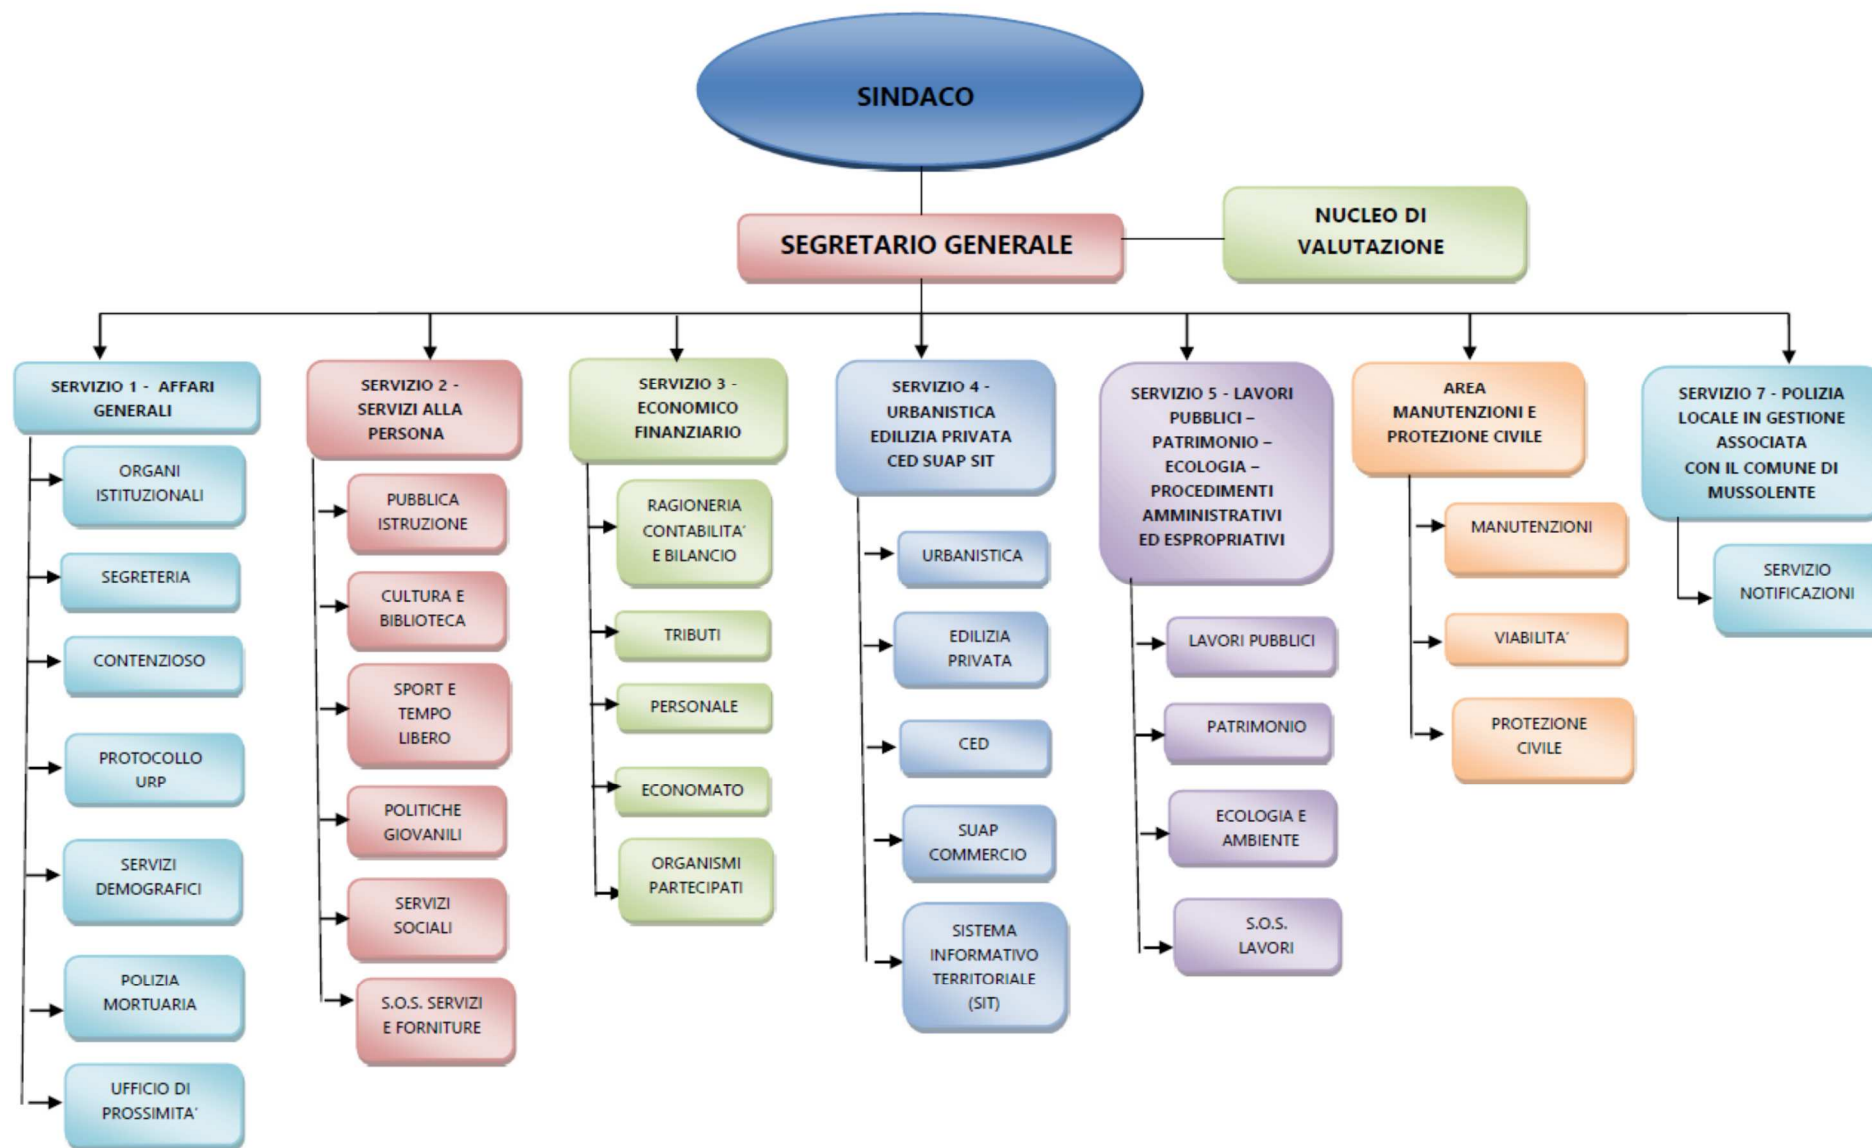 SINDACO
SEGRETARIO GENERALE
NUCLEO DI
VALUTAZIONE
SERVIZIO 1 - AFFARI
GENERALI
ORGANI
ISTITUZIONALI
SEGRETERIA
CONTENZIOSO
PROTOCOLLO
URP
SERVIZI
DEMOGRAFICI
POLIZIA
MORTUARIA
UFFICIO DI
PROSSIMITA´
SERVIZIO 2 -
SERVIZI ALLA
PERSONA
PUBBLICA
ISTRUZIONE
CULTURA E
BIBLIOTECA
SPORT E
TEMPO
LIBERO
POLITICHE
GIOVANILI
SERVIZI
SOCIALI
S.O.S. SERVIZI
E FORNITURE
SERVIZIO 3 -
ECONOMICO
FINANZIARIO
RAGIONERIA
CONTABILITA´
E BILANCIO
TRIBUTI
PERSONALE
ECONOMATO
ORGANISMI
PARTECIPATI
SERVIZIO 4 -
URBANISTICA
EDILIZIA PRIVATA
CED SUAP SIT
URBANISTICA
EDILIZIA
PRIVATA
CED
SUAP
COMMERCIO
SISTEMA
INFORMATIVO
TERRITORIALE
(SIT)
SERVIZIO 5 - LAVORI
PUBBLICI –
PATRIMONIO –
ECOLOGIA –
PROCEDIMENTI
AMMINISTRATIVI
ED ESPROPRIATIVI
LAVORI PUBBLICI
PATRIMONIO
ECOLOGIA E
AMBIENTE
S.O.S.
LAVORI
AREA
MANUTENZIONI E
PROTEZIONE CIVILE
MANUTENZIONI
VIABILITA´
PROTEZIONE
CIVILE
SERVIZIO 7 - POLIZIA
LOCALE IN GESTIONE
ASSOCIATA
CON IL COMUNE DI
MUSSOLENTE
SERVIZIO
NOTIFICAZIONI